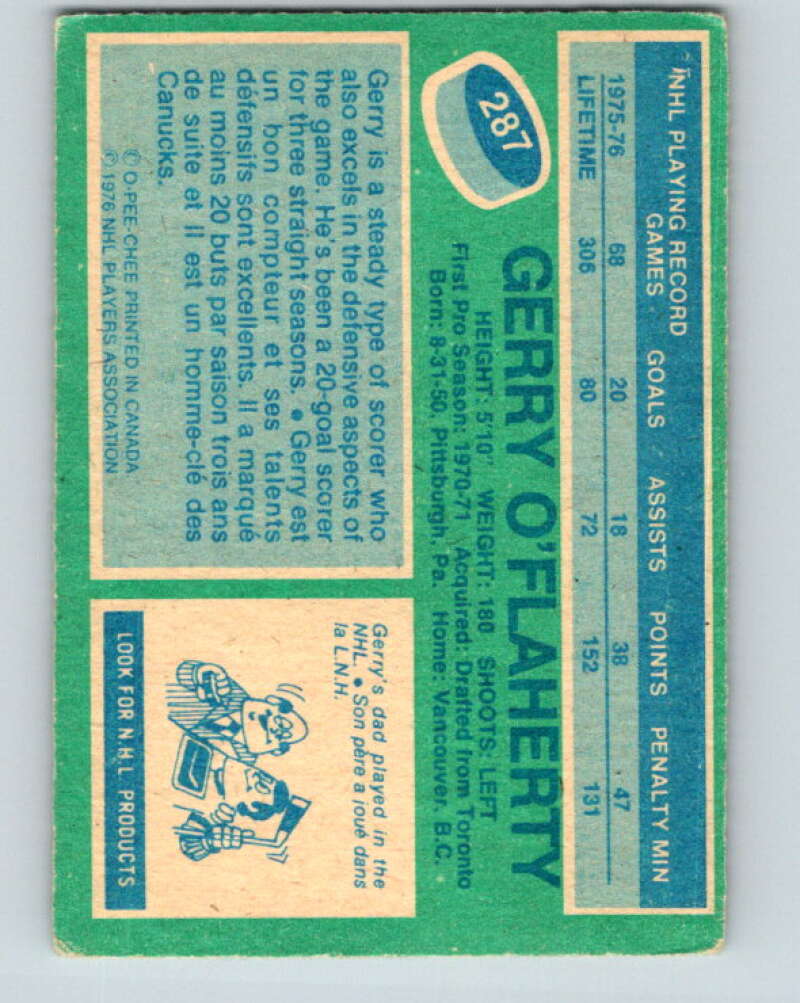 NHL PLAYING RECORD
GAMES GOALS ASSISTS POINTS PENALTY MIN
1975-76 68 20 18 38 47
LIFETIME 306 80 72 152 131
287
GERRY O'FLAHERTY
HEIGHT: 5'10" WEIGHT: 180 SHOOTS: LEFT
First Pro Season: 1970-71 Acquired: Drafted from Toronto
Born: 8-31-50, Pittsburgh, Pa. Home: Vancouver, B.C.
Gerry is a steady type of scorer who
also excels in the defensive aspects of
the game. He's been a 20-goal scorer
for three straight seasons. • Gerry est
un bon compteur et ses talents
défensifs sont excellents. Il a marqué
au moins 20 buts par saison trois ans
de suite et il est un homme-clé des
Canucks.
© O-PEE-CHEE PRINTED IN CANADA
© 1976 NHL PLAYERS ASSOCIATION
Gerry's dad played in the
NHL. • Son père a joué dans
la L.N.H.
LOOK FOR N.H.L. PRODUCTS